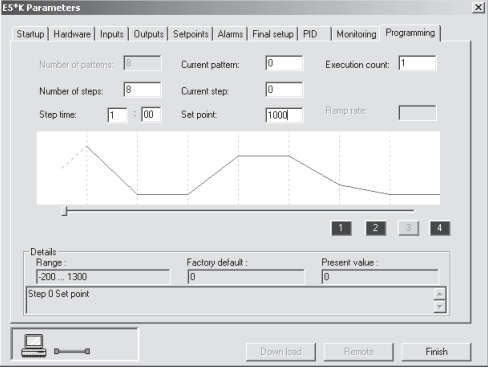 E5*K Parameters
Startup Hardware Inputs Outputs Setpoints Alarms Final setup PID Monitoring Programming
Number of patterns: 8 Current pattern: 0 Execution count: 1
Number of steps: 8 Current step: 0
Step time: 1 : 00 Set point: 1000 Ramp rate:
1 2 3 4
Details
Range : Factory default : Present value :
-200 ... 1300 0 0
Step 0 Set point
Down load Remote Finish